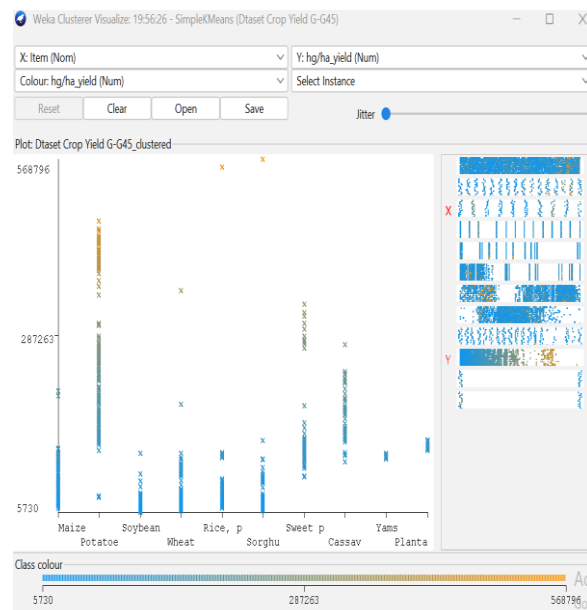 Weka Clusterer Visualize: 19:56:26 - SimpleKMeans (Dtaset Crop Yield G-G45)
X: Item (Nom)
Y: hg/ha_yield (Num)
Colour: hg/ha_yield (Num)
Select Instance
Reset
Clear
Open
Save
Jitter
Plot: Dtaset Crop Yield G-G45_clustered
568796
287263
5730
X
Y
Maize
Soybean
Rice, p
Sweet p
Yams
Potatoe
Wheat
Sorghu
Cassav
Planta
Class colour
5730
287263
568796